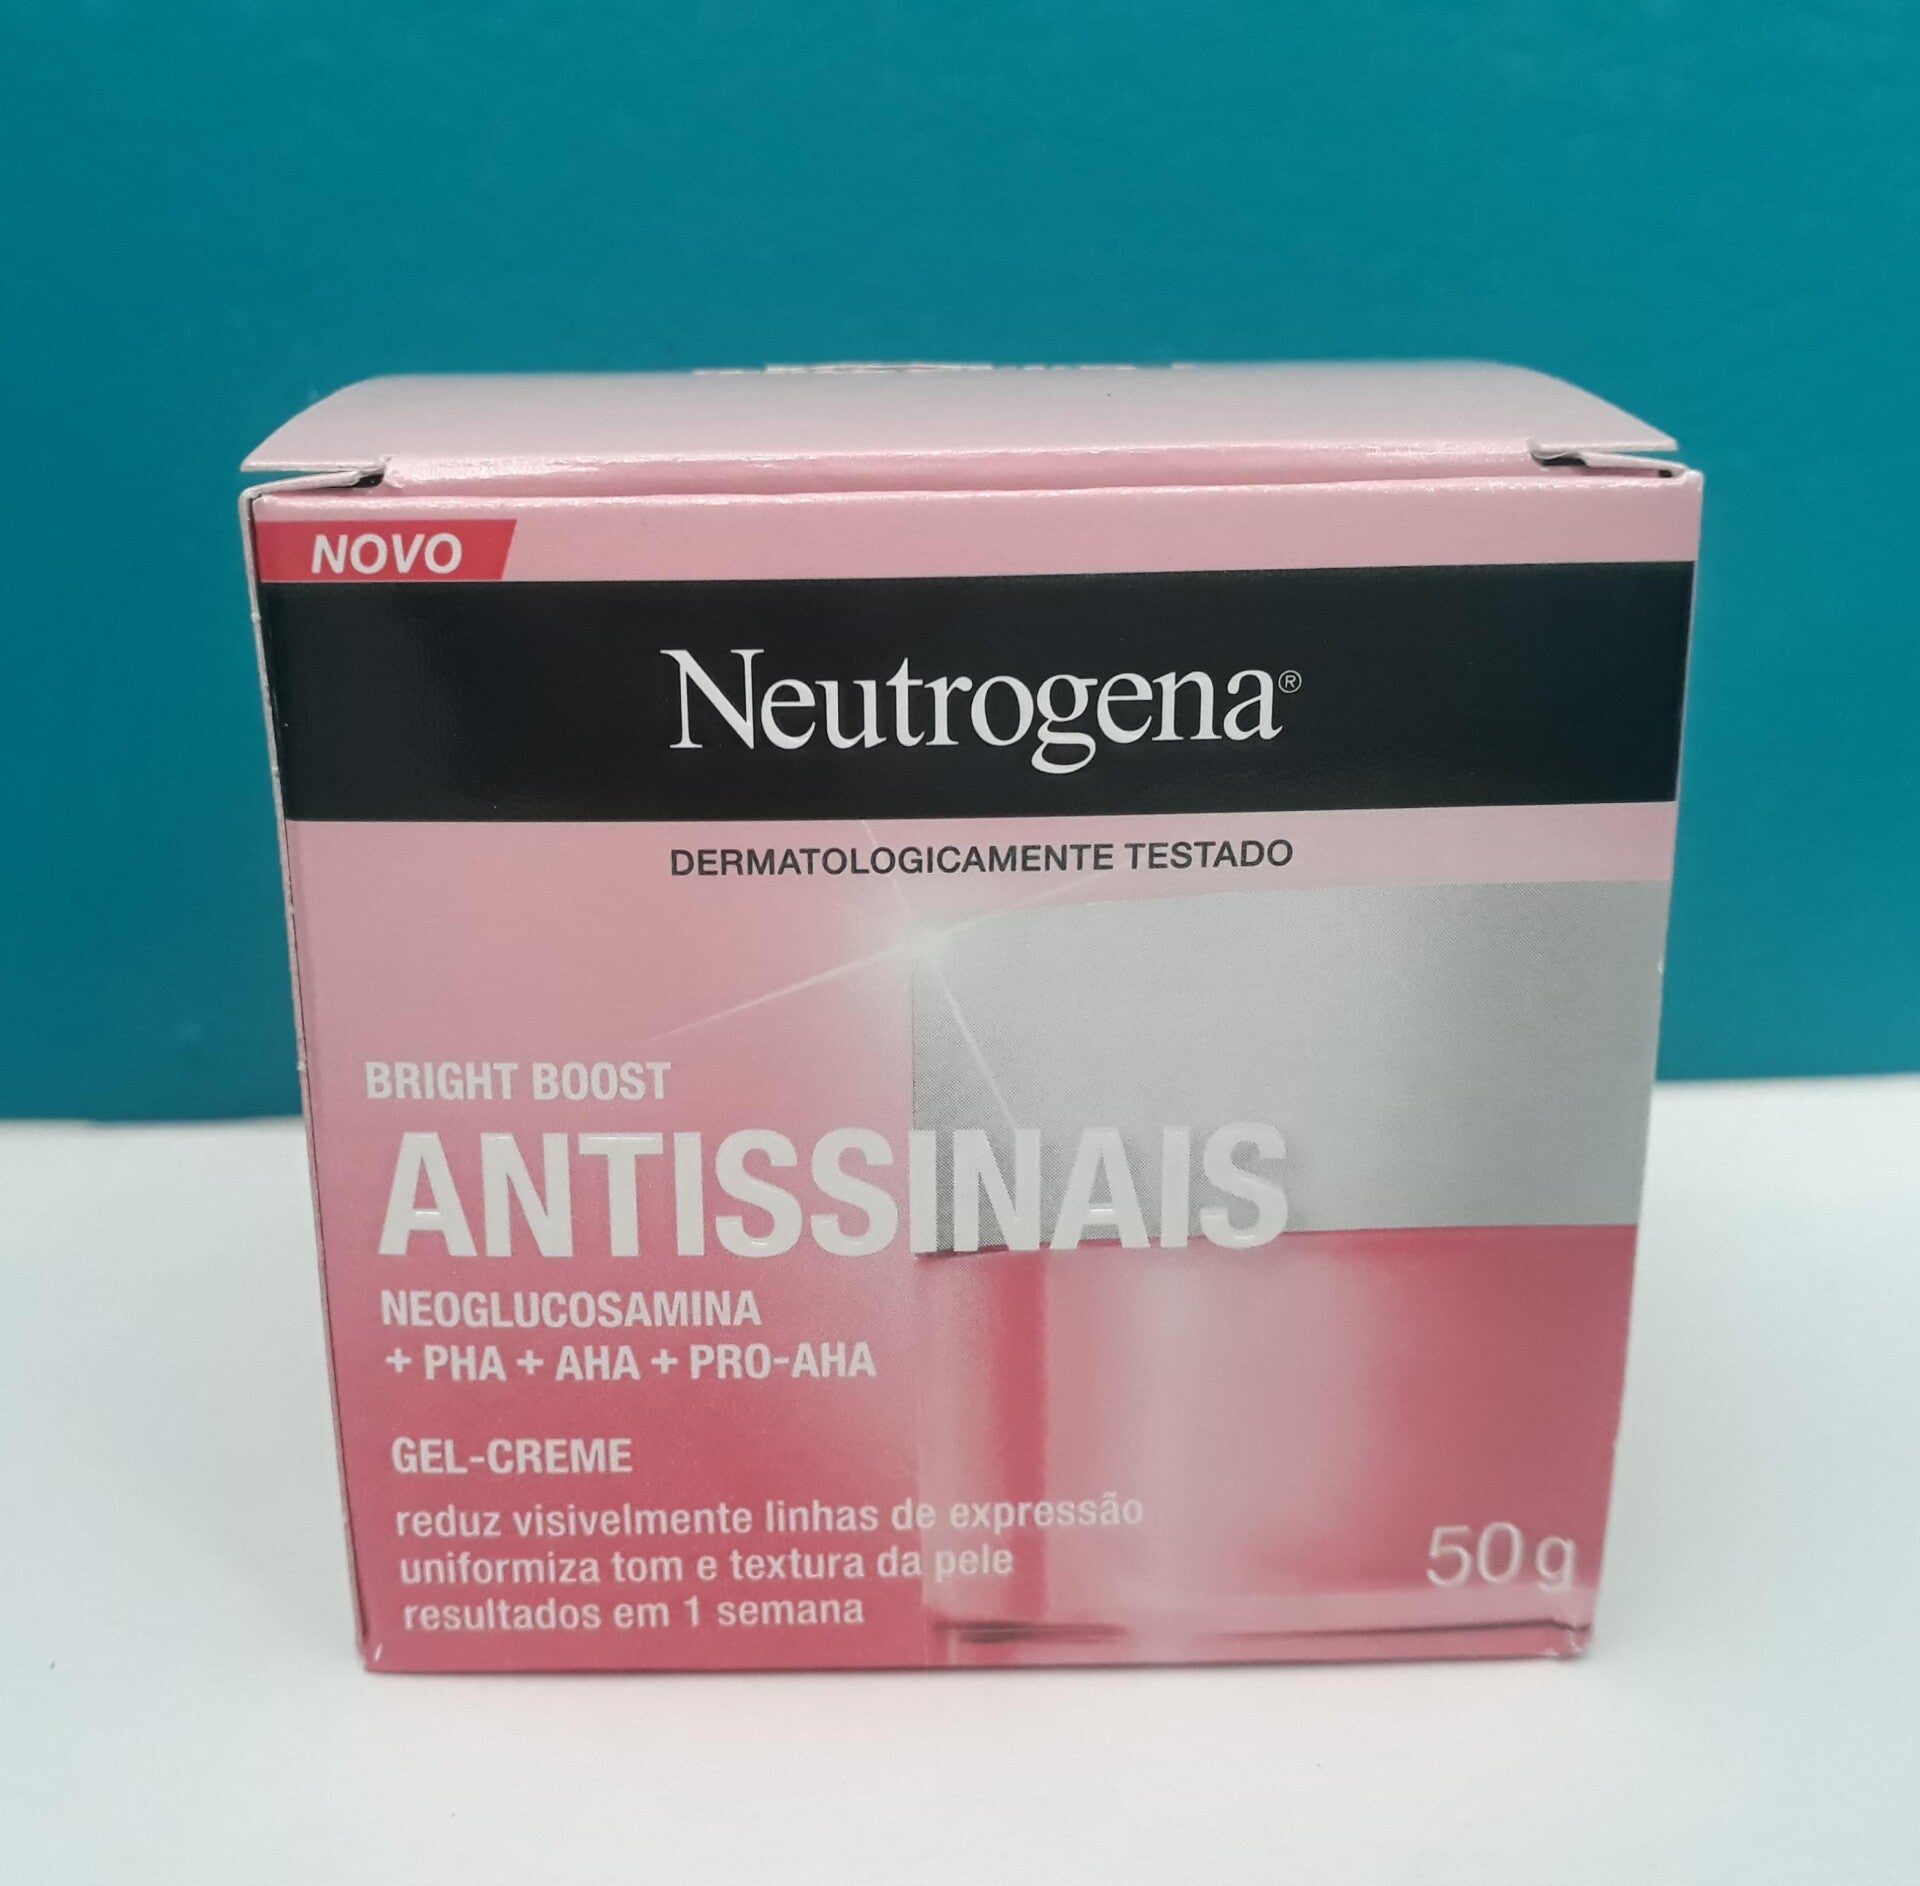 NOVO
Neutrogena®
DERMATOLOGICAMENTE TESTADO
BRIGHT BOOST
ANTISSINAIS
NEOGLUCOSAMINA
+ PHA + AHA + PRO-AHA
GEL-CREME
reduz visivelmente linhas de expressão
uniformiza tom e textura da pele
resultados em 1 semana
50 g